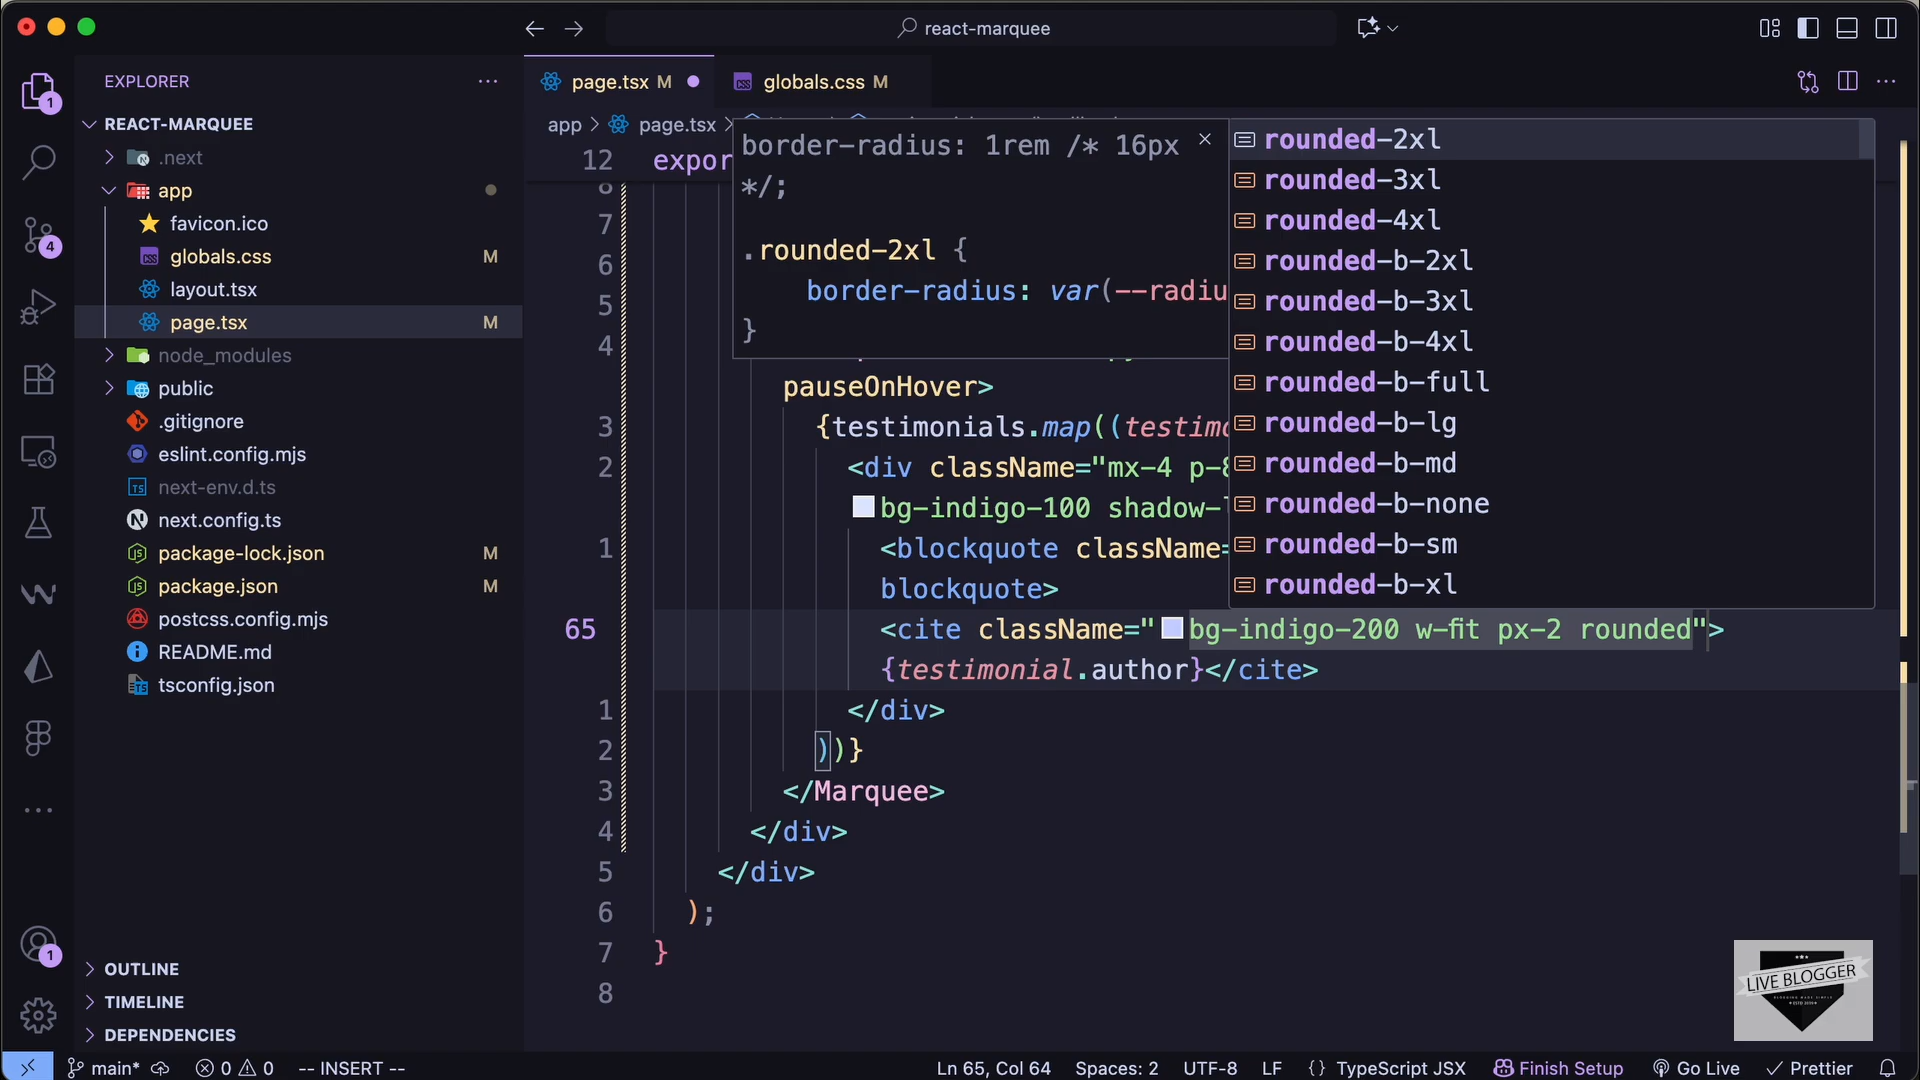 react-marquee
EXPLORER
REACT-MARQUEE
.next
app
favicon.ico
globals.css M
layout.tsx
page.tsx M
node_modules
public
.gitignore
eslint.config.mjs
next-env.d.ts
next.config.ts
package-lock.json M
package.json M
postcss.config.mjs
README.md
tsconfig.json
OUTLINE
TIMELINE
DEPENDENCIES
1
4
1
page.tsx M
globals.css M
app > page.tsx >
12 expor
border-radius: 1rem /* 16px
*/;
.rounded-2xl {
border-radius: var(--radiu
}
rounded-2xl
rounded-3xl
rounded-4xl
rounded-b-2xl
rounded-b-3xl
rounded-b-4xl
rounded-b-full
rounded-b-lg
rounded-b-md
rounded-b-none
rounded-b-sm
rounded-b-xl
8
7
6
5
4
pauseOnHover>
3 {testimonials.map((testimo
2 <div className="mx-4 p-8
bg-indigo-100 shadow-l
1 <blockquote className=
blockquote>
65 <cite className="bg-indigo-200 w-fit px-2 rounded">
{testimonial.author}</cite>
1 </div>
2 ))}
3 </Marquee>
4 </div>
5 </div>
6 );
7 }
8
LIVE BLOGGER
main* 0 0 -- INSERT -- Ln 65, Col 64 Spaces: 2 UTF-8 LF {} TypeScript JSX Finish Setup Go Live Prettier